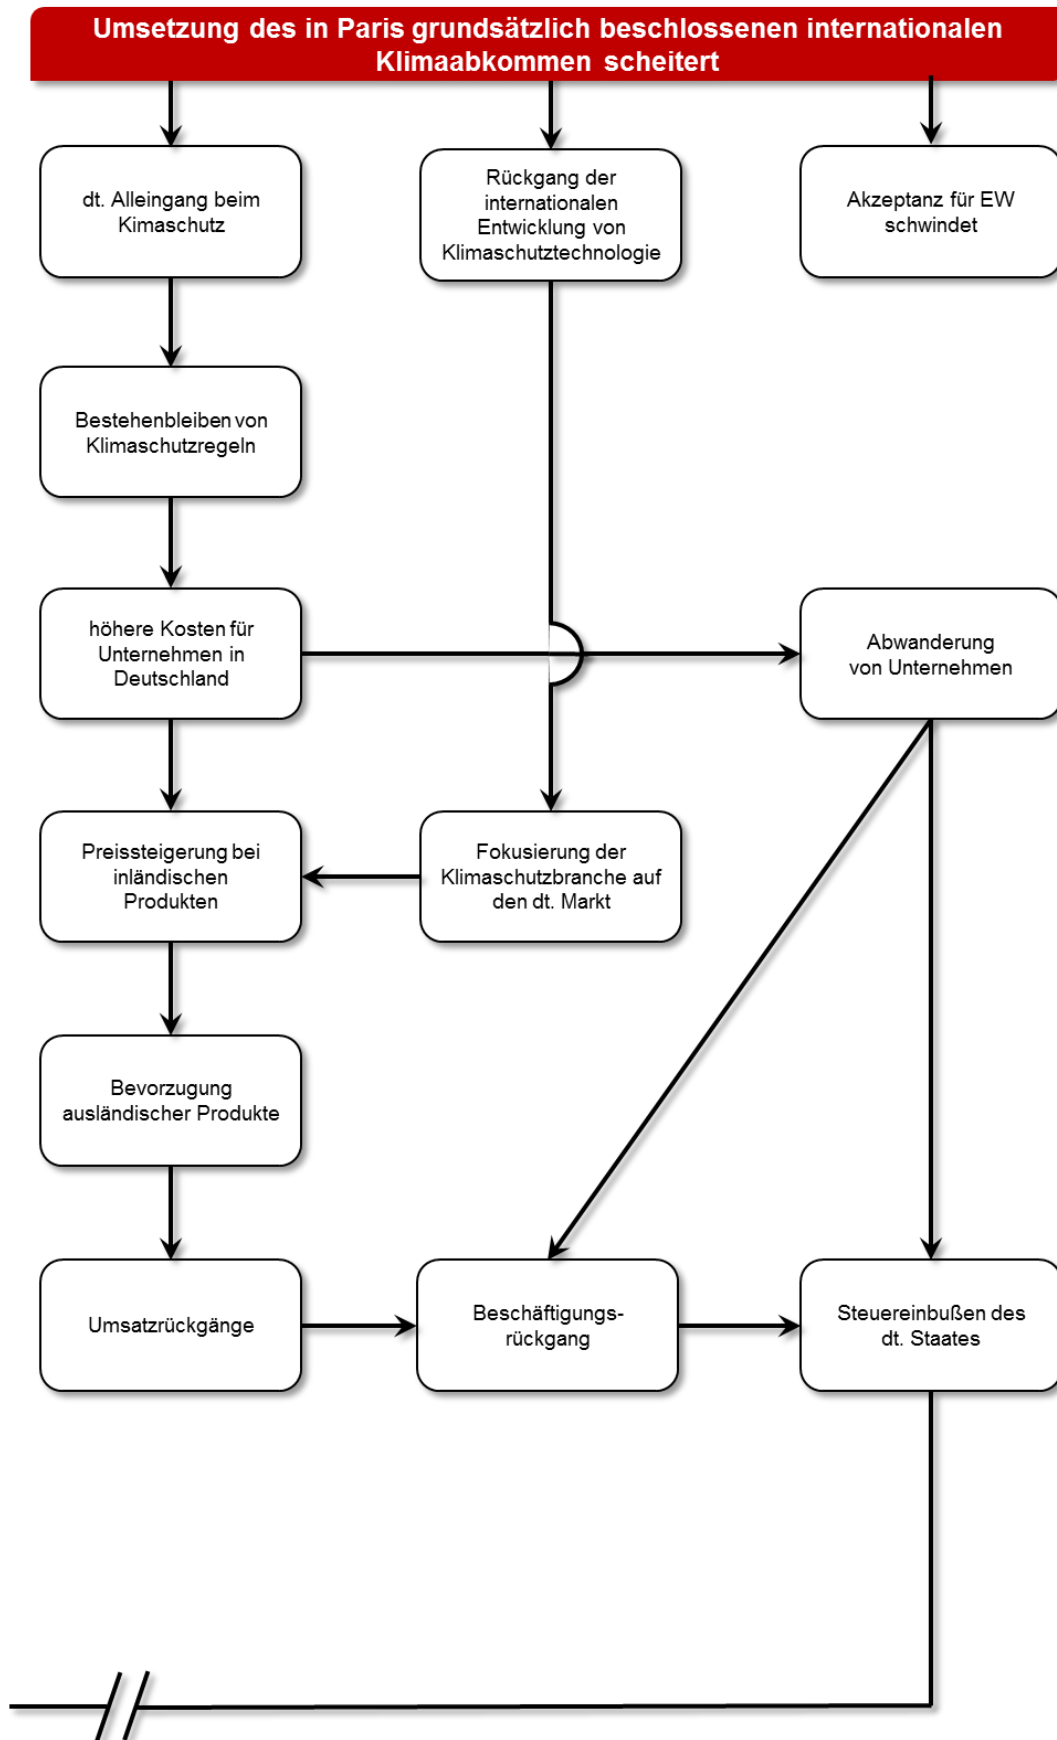 Umsetzung des in Paris grundsätzlich beschlossenen internationalen
Klimaabkommen scheitert
dt. Alleingang beim
Kimaschutz
Rückgang der
internationalen
Entwicklung von
Klimaschutztechnologie
Akzeptanz für EW
schwindet
Bestehenbleiben von
Klimaschutzregeln
höhere Kosten für
Unternehmen in
Deutschland
Abwanderung
von Unternehmen
Preissteigerung bei
inländischen
Produkten
Fokusierung der
Klimaschutzbranche auf
den dt. Markt
Bevorzugung
ausländischer Produkte
Umsatzrückgänge
Beschäftigungs-
rückgang
Steuereinbußen des
dt. Staates